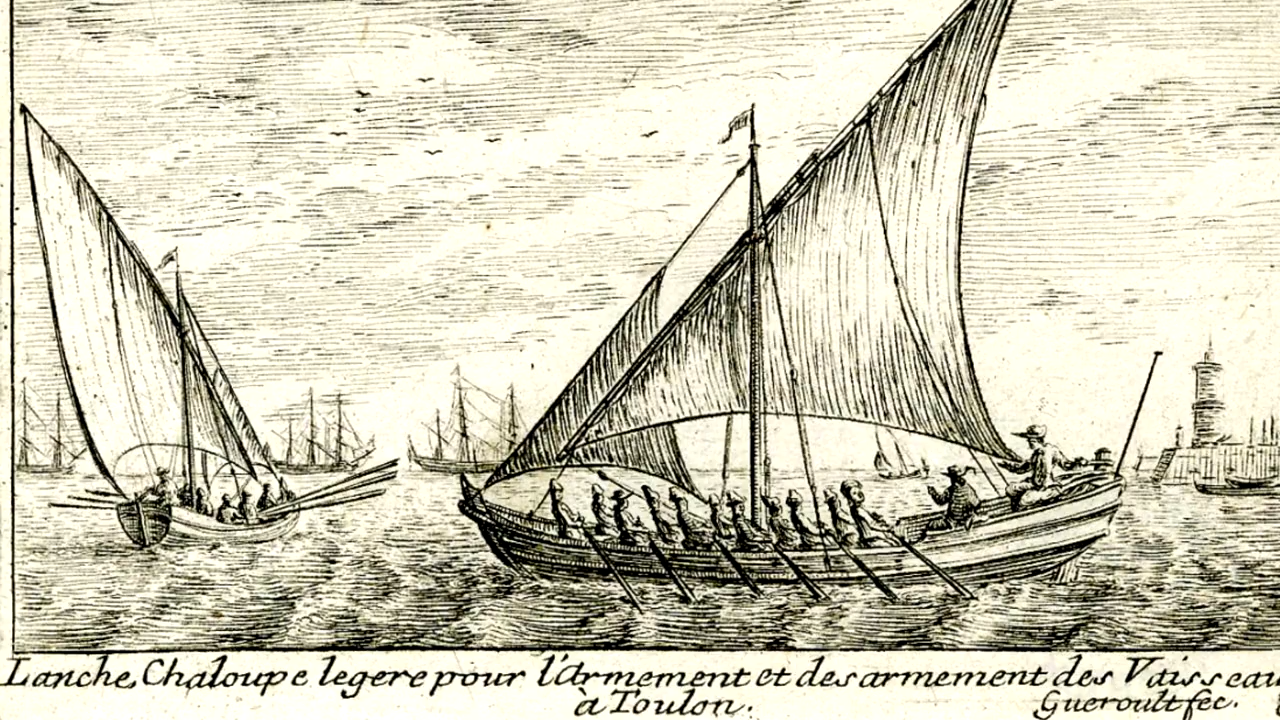 Lanche, Chaloupe legere pour l'armement et desarmement des Vaisseau
à Toulon.
Gueroult fec.